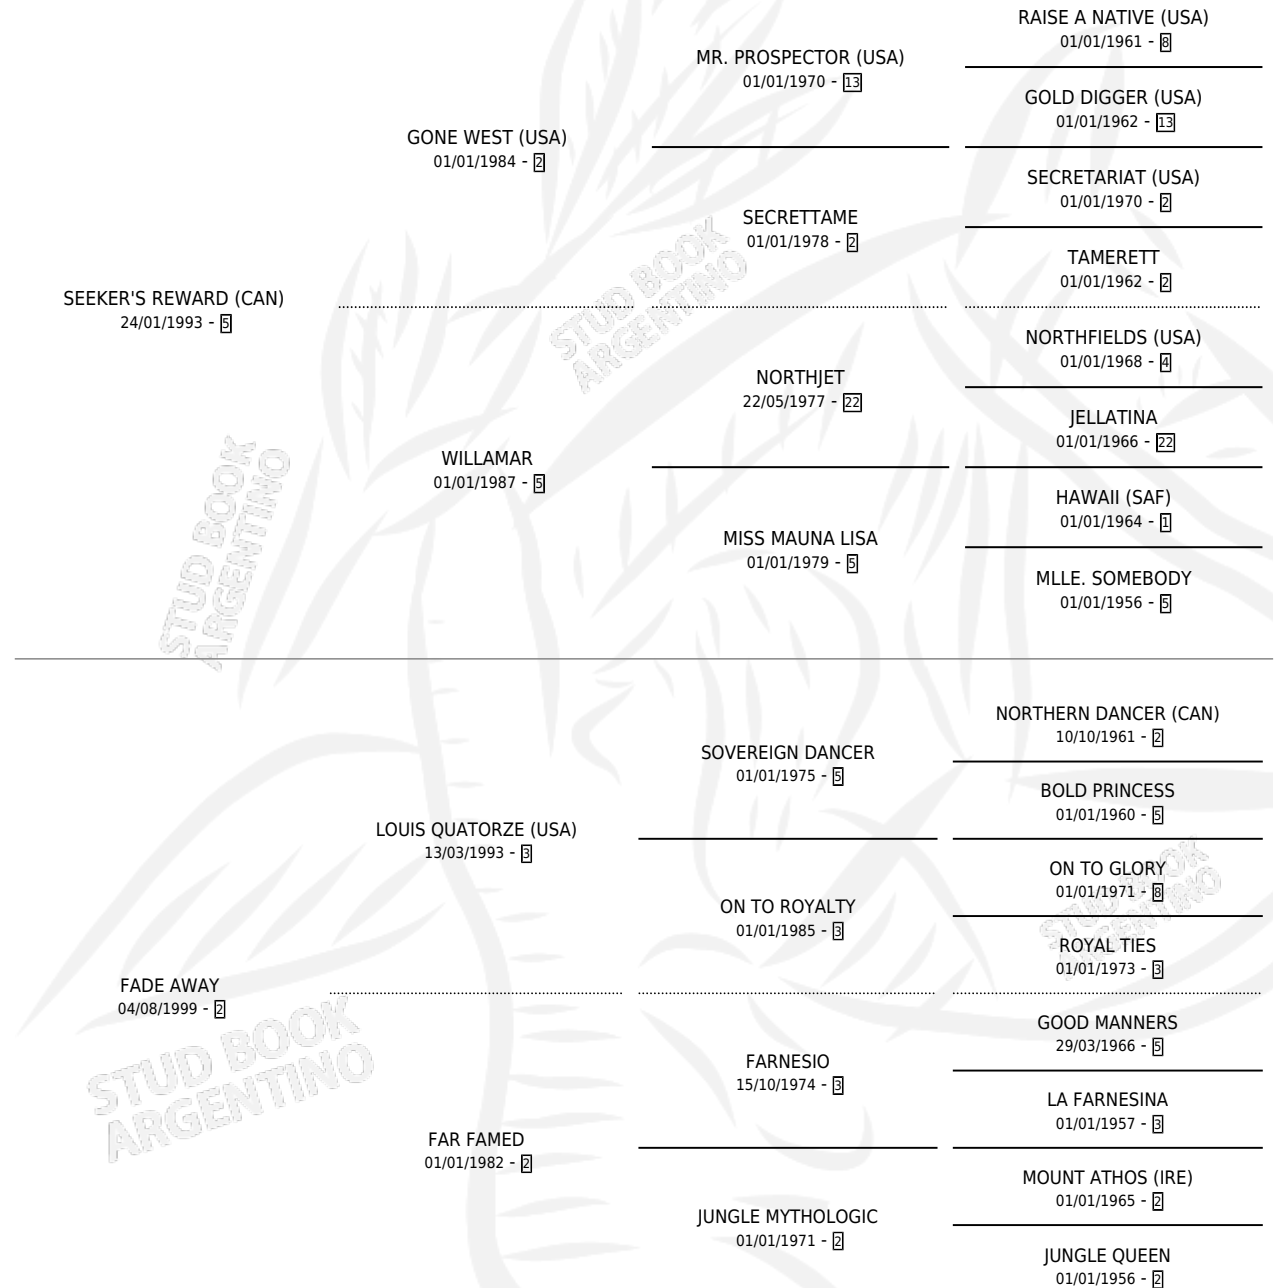 RAISE A NATIVE (USA)
01/01/1961 - 8
MR. PROSPECTOR (USA)
01/01/1970 - 13
GOLD DIGGER (USA)
01/01/1962 - 13
GONE WEST (USA)
01/01/1984 - 2
SECRETARIAT (USA)
01/01/1970 - 2
SECRETTAME
01/01/1978 - 2
TAMERETT
01/01/1962 - 2
SEEKER'S REWARD (CAN)
24/01/1993 - 5
NORTHFIELDS (USA)
01/01/1968 - 4
NORTHJET
22/05/1977 - 22
JELLATINA
01/01/1966 - 22
WILLAMAR
01/01/1987 - 5
HAWAII (SAF)
01/01/1964 - 1
MISS MAUNA LISA
01/01/1979 - 5
MLLE. SOMEBODY
01/01/1956 - 5
NORTHERN DANCER (CAN)
10/10/1961 - 2
SOVEREIGN DANCER
01/01/1975 - 5
BOLD PRINCESS
01/01/1960 - 5
LOUIS QUATORZE (USA)
13/03/1993 - 3
ON TO GLORY
01/01/1971 - 8
ON TO ROYALTY
01/01/1985 - 3
ROYAL TIES
01/01/1973 - 3
FADE AWAY
04/08/1999 - 2
GOOD MANNERS
29/03/1966 - 5
FARNESIO
15/10/1974 - 3
LA FARNESINA
01/01/1957 - 3
FAR FAMED
01/01/1982 - 2
MOUNT ATHOS (IRE)
01/01/1965 - 2
JUNGLE MYTHOLOGIC
01/01/1971 - 2
JUNGLE QUEEN
01/01/1956 - 2
STUD BOOK
ARGENTINO
STUD BOOK
ARGENTINO
STUD BOOK
ARGENTINO
STUD BOOK
ARGENTINO